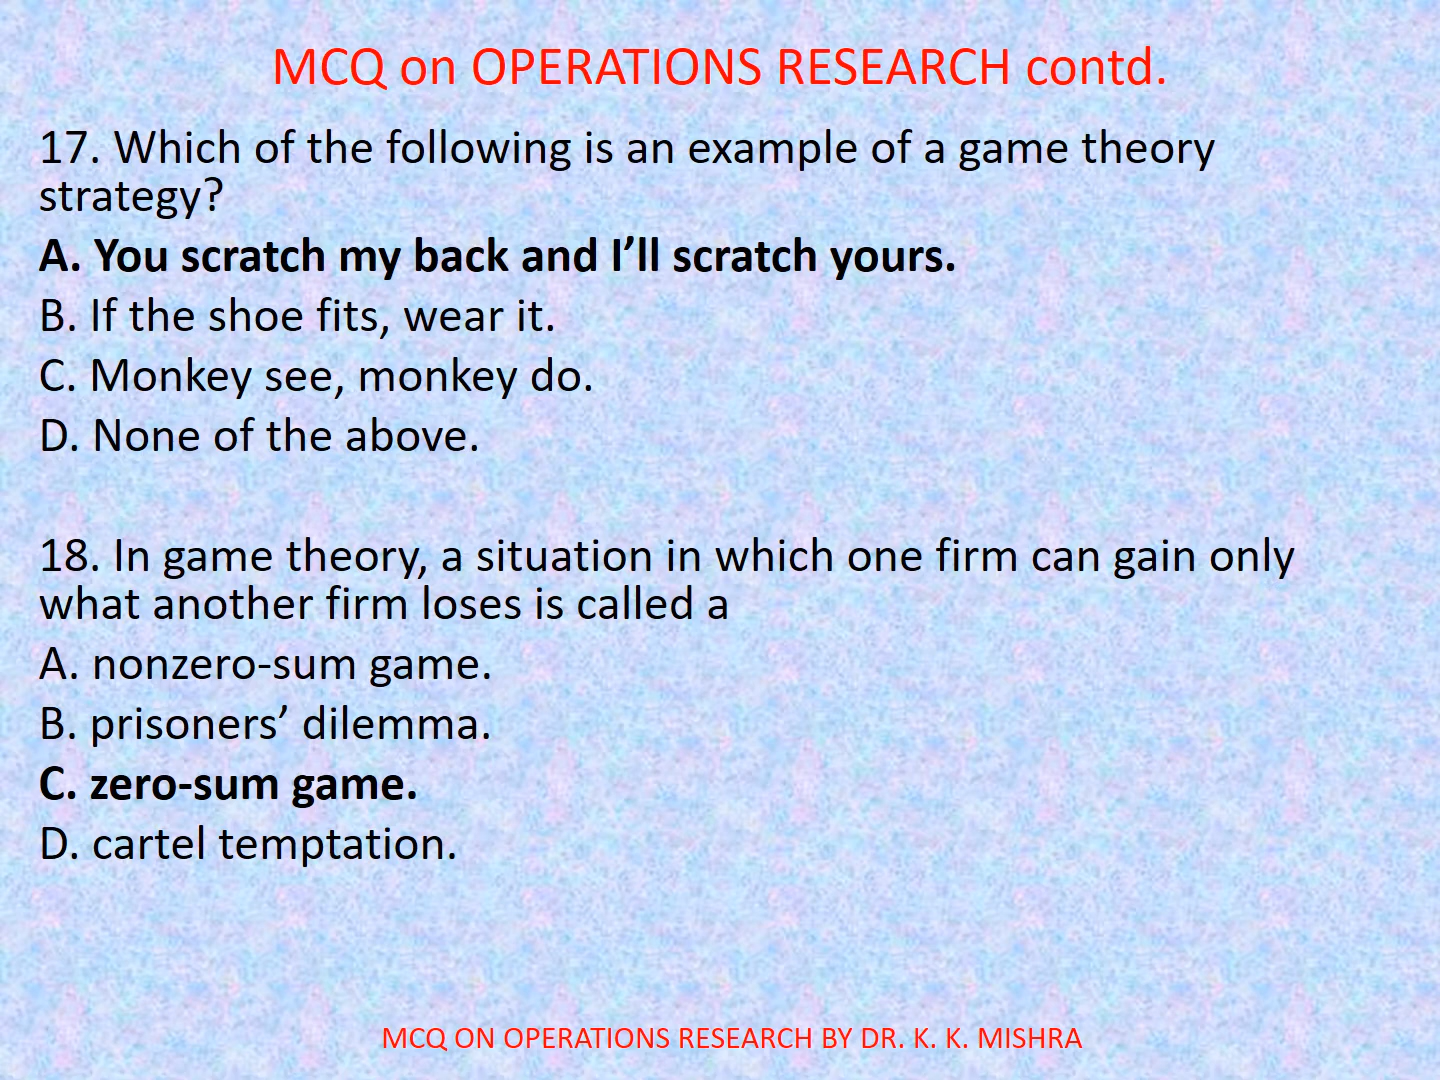 MCQ on OPERATIONS RESEARCH contd.
17. Which of the following is an example of a game theory
strategy?
A. You scratch my back and I’ll scratch yours.
B. If the shoe fits, wear it.
C. Monkey see, monkey do.
D. None of the above.
18. In game theory, a situation in which one firm can gain only
what another firm loses is called a
A. nonzero-sum game.
B. prisoners’ dilemma.
C. zero-sum game.
D. cartel temptation.
MCQ ON OPERATIONS RESEARCH BY DR. K. K. MISHRA